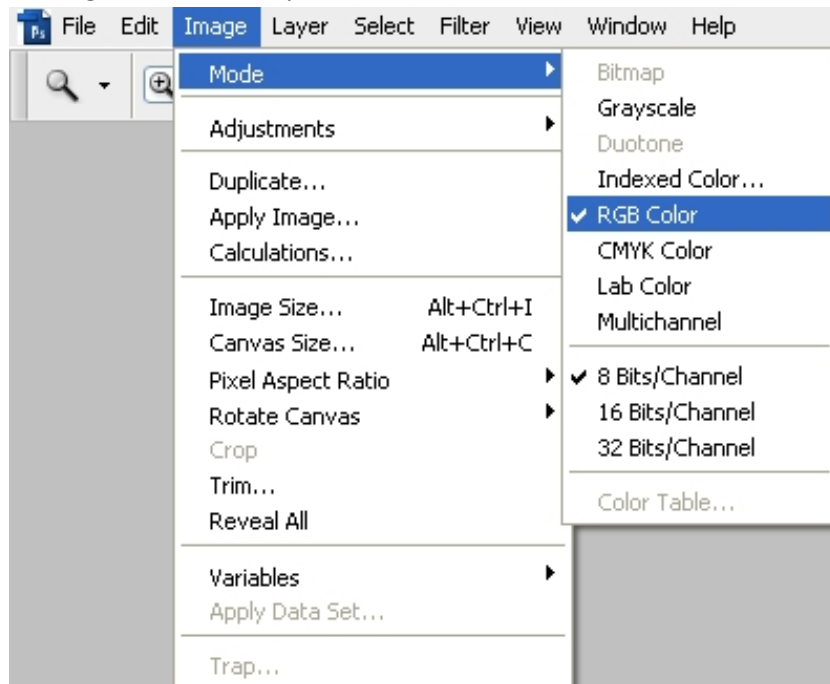 Ps File Edit Image Layer Select Filter View Window Help
Mode
Adjustments
Duplicate...
Apply Image...
Calculations...
Image Size... Alt+Ctrl+I
Canvas Size... Alt+Ctrl+C
Pixel Aspect Ratio
Rotate Canvas
Crop
Trim...
Reveal All
Variables
Apply Data Set...
Trap...
Bitmap
Grayscale
Duotone
Indexed Color...
RGB Color
CMYK Color
Lab Color
Multichannel
8 Bits/Channel
16 Bits/Channel
32 Bits/Channel
Color Table...